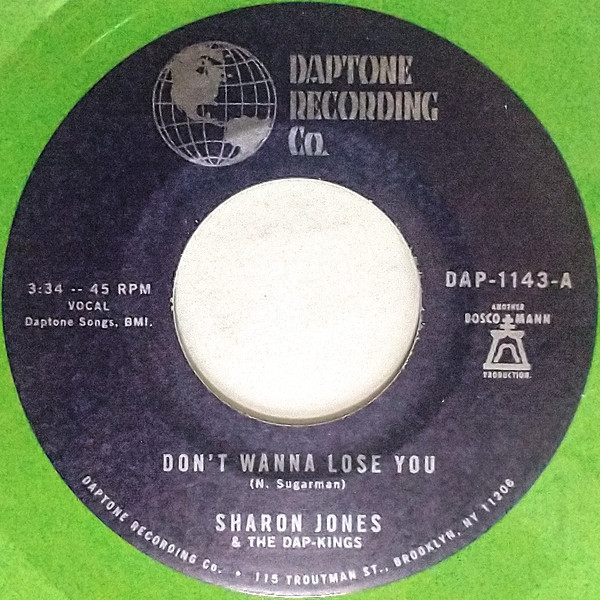 DAPTONE
RECORDING
Co.
3:34 -- 45 RPM
VOCAL
Daptone Songs, BMI.
DAP-1143-A
ANOTHER
BOSCO MANN
PRODUCTION.
DON'T WANNA LOSE YOU
(N. Sugarman)
SHARON JONES
& THE DAP-KINGS
DAPTONE RECORDING Co. • 115 TROUTMAN ST., BROOKLYN, NY 11206